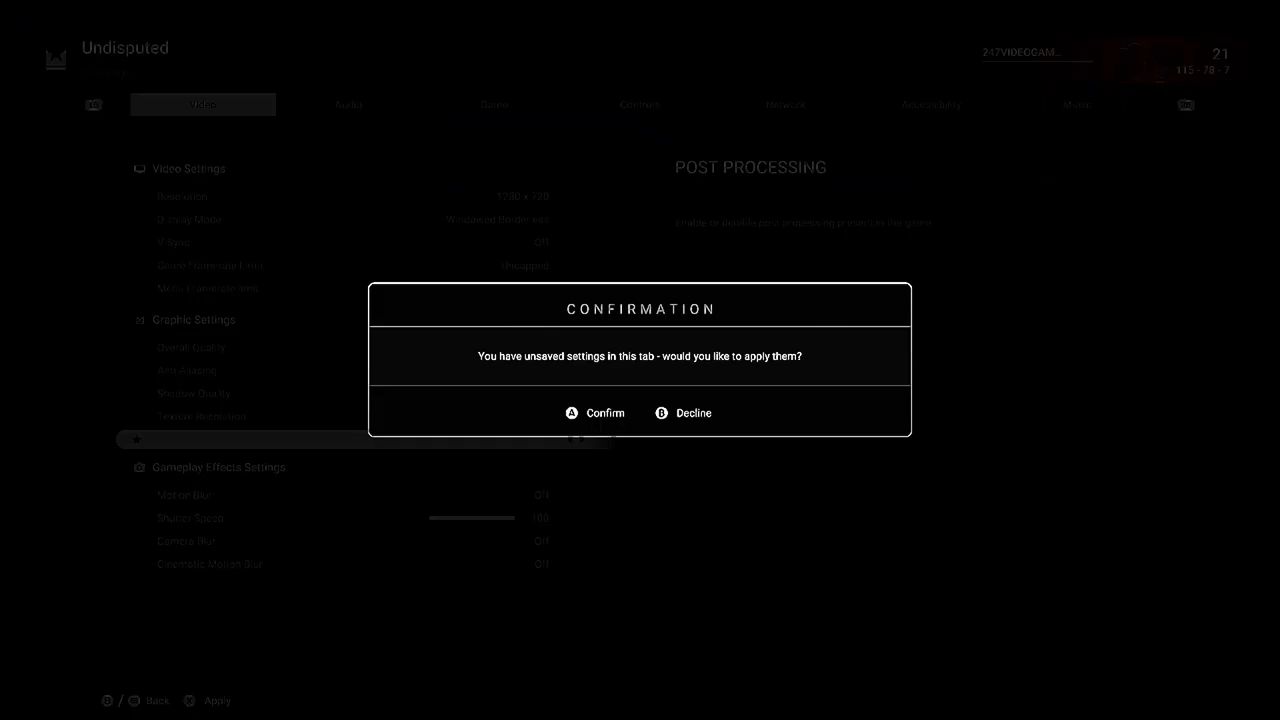 Undisputed
247VIDEOGAM...
21
115 - 78 - 7
Video
Audio
Game
Controls
Network
Accessibility
Video Settings
POST PROCESSING
Resolution 1280 x 720
Enable or disable post processing presets in the game
Display Mode Windowed Borderless
V Sync Off
Game Framerate Limit Uncapped
Menu Framerate limit
CONFIRMATION
Graphic Settings
Overall Quality
You have unsaved settings in this tab - would you like to apply them?
Anti Aliasing
Shadow Quality
Texture Resolution
A Confirm B Decline
Gameplay Effects Settings
Motion Blur Off
Shutter Speed 100
Camera Blur Off
Cinematic Motion Blur Off
B / Back X Apply